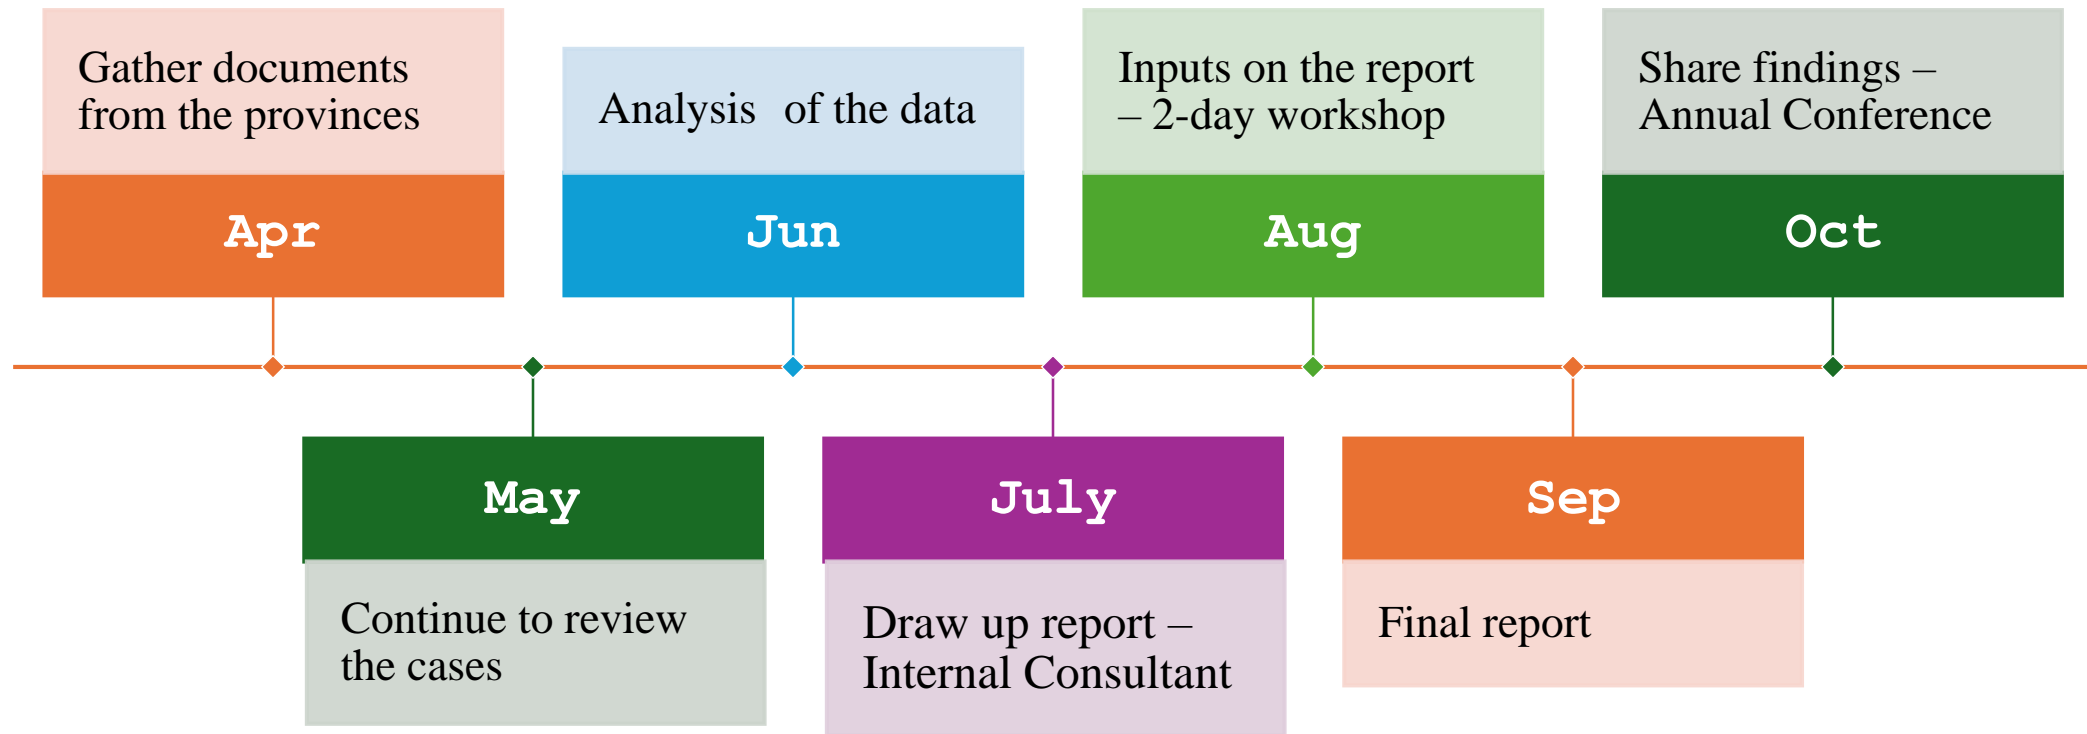 Gather documents
from the provinces
Apr
May
Continue to review
the cases
Analysis of the data
Jun
July
Draw up report –
Internal Consultant
Inputs on the report
– 2-day workshop
Aug
Sep
Final report
Share findings –
Annual Conference
Oct